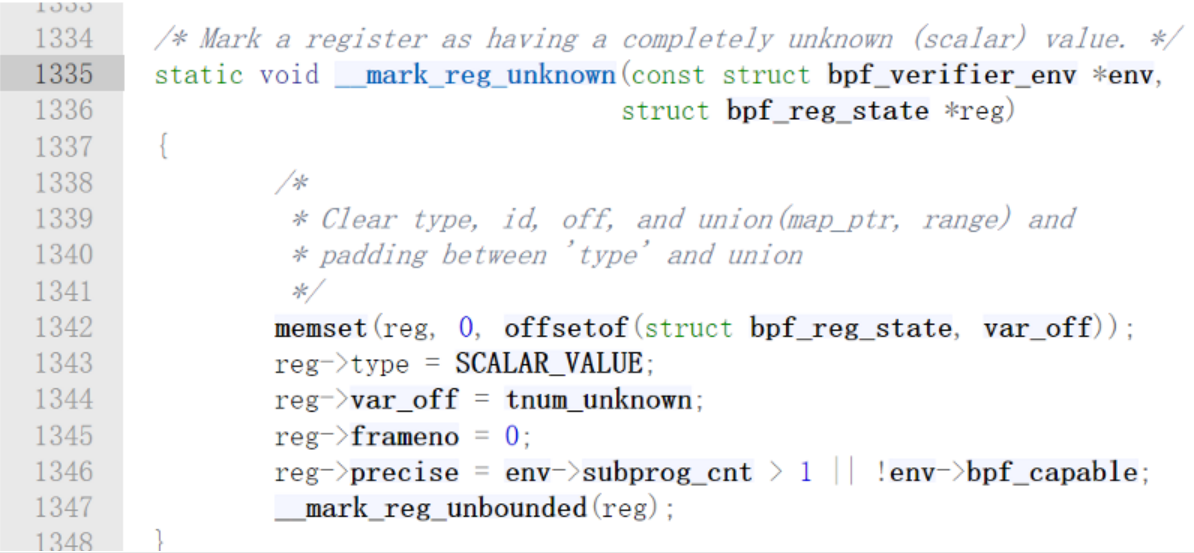 1333
1334 /* Mark a register as having a completely unknown (scalar) value. */
1335 static void __mark_reg_unknown(const struct bpf_verifier_env *env,
1336 struct bpf_reg_state *reg)
1337 {
1338 /*
1339 * Clear type, id, off, and union(map_ptr, range) and
1340 * padding between 'type' and union
1341 */
1342 memset(reg, 0, offsetof(struct bpf_reg_state, var_off));
1343 reg->type = SCALAR_VALUE;
1344 reg->var_off = tnum_unknown;
1345 reg->frameno = 0;
1346 reg->precise = env->subprog_cnt > 1 || !env->bpf_capable;
1347 __mark_reg_unbounded(reg);
1348 }